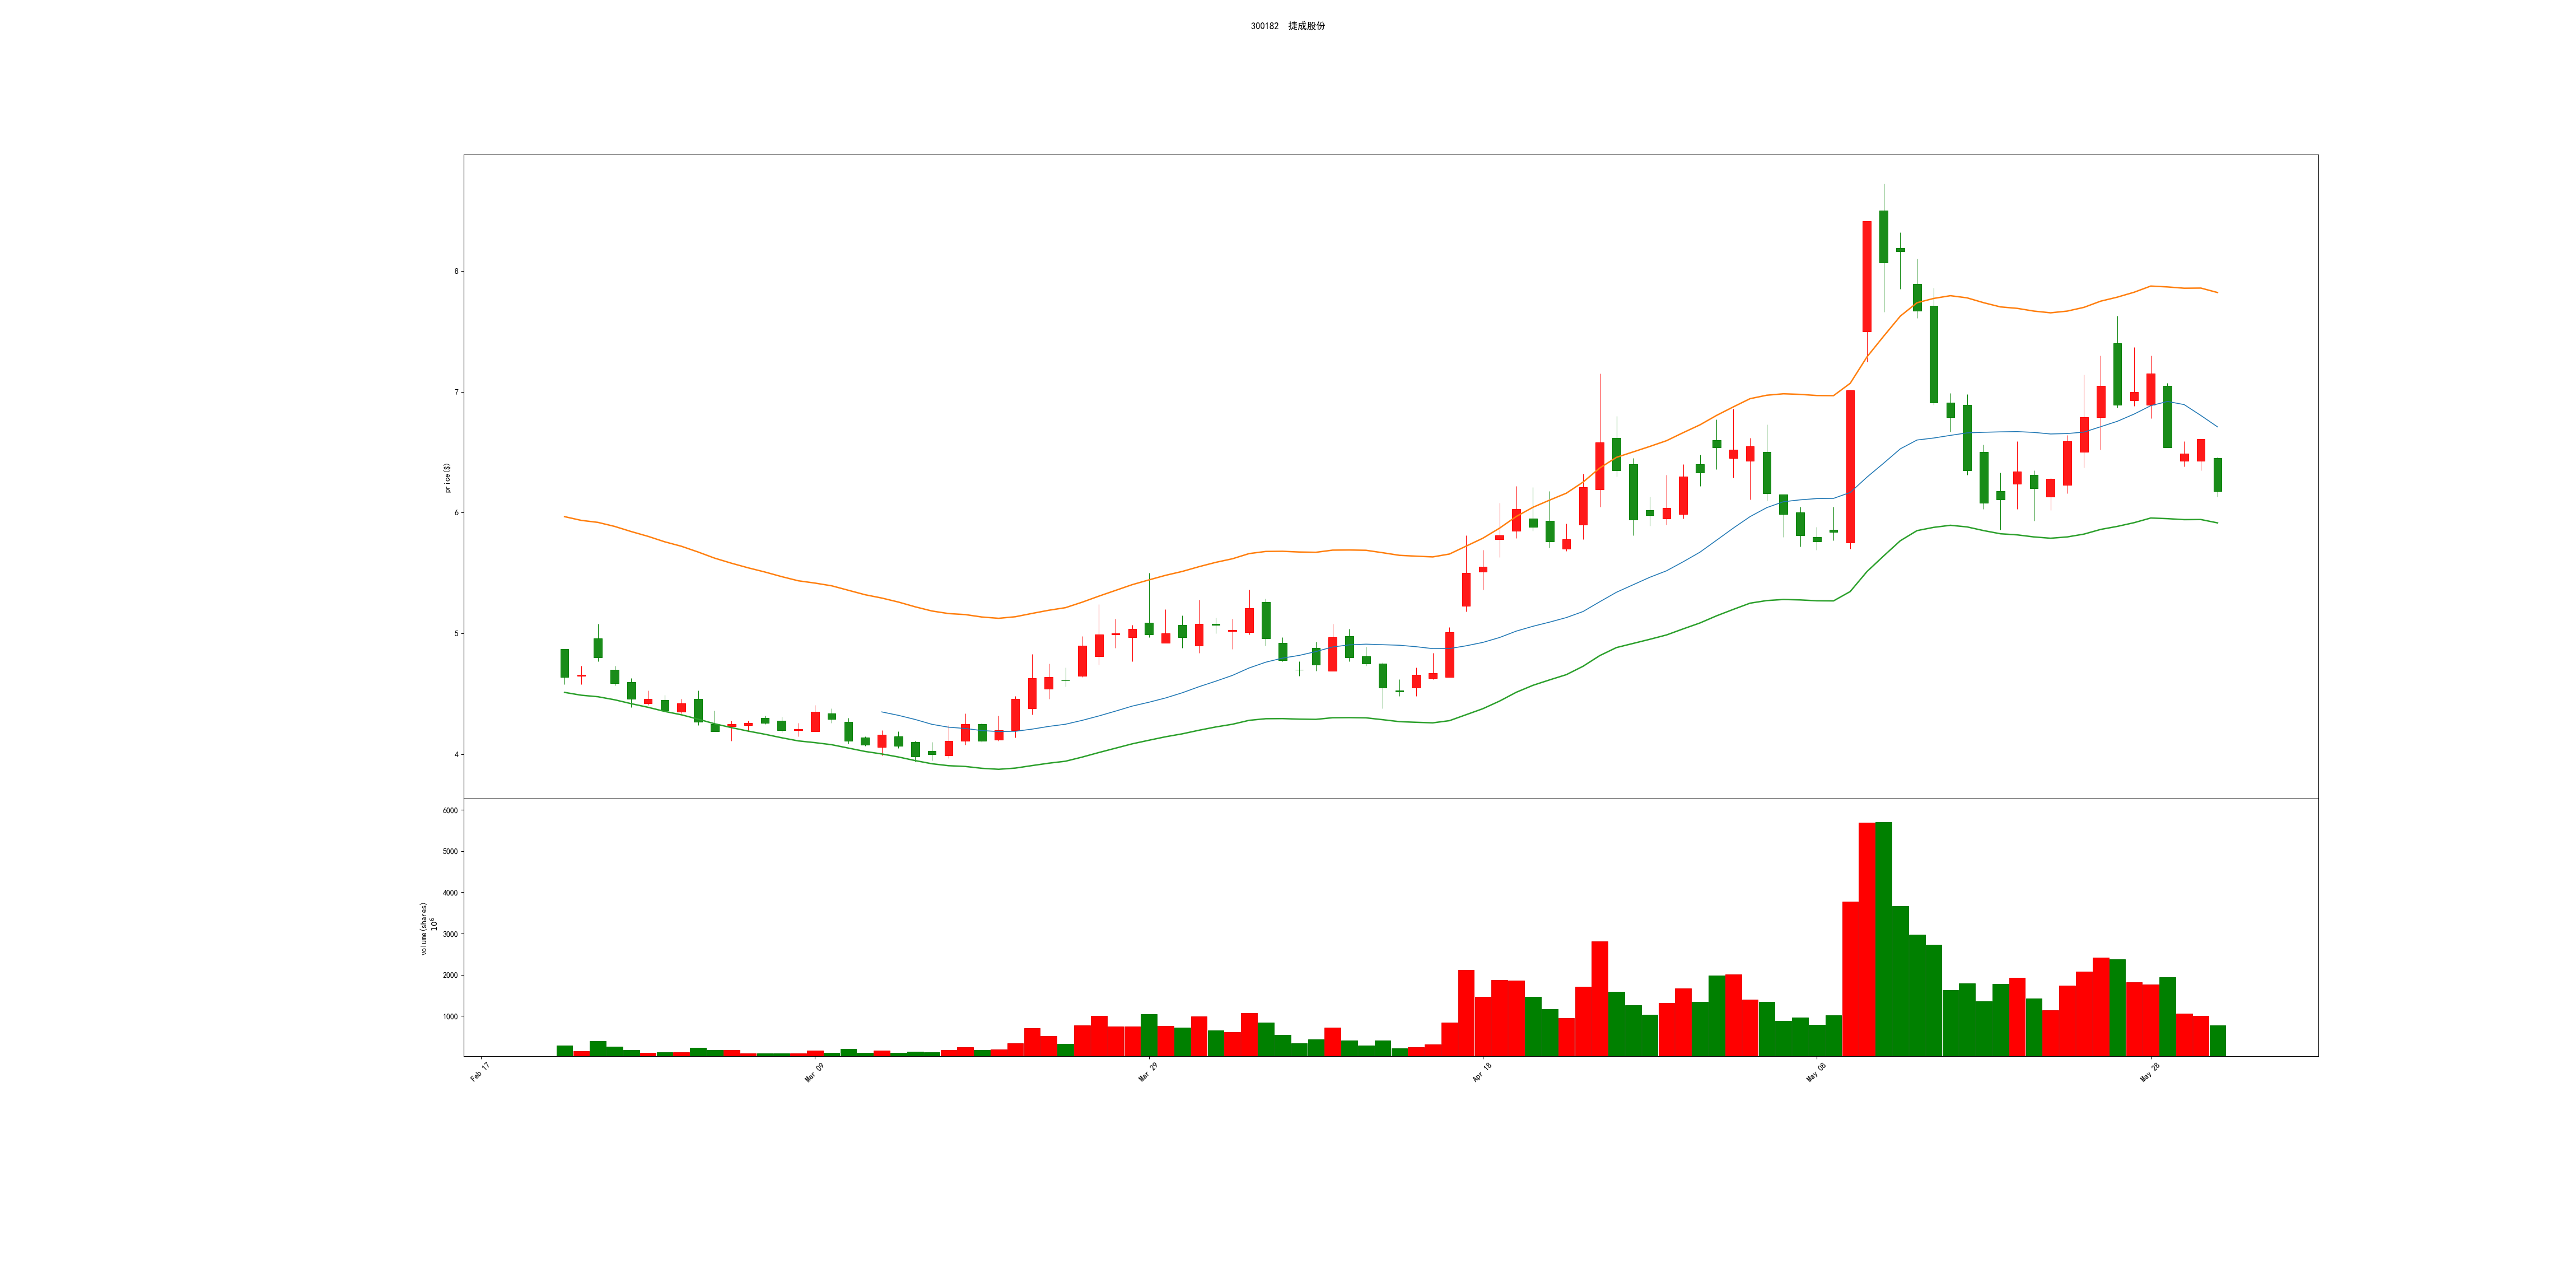 300182 捷成股份
price($)
8
7
6
5
4
volume(shares)
10^6
6000
5000
4000
3000
2000
1000
Feb 17
Mar 09
Mar 29
Apr 18
May 08
May 28